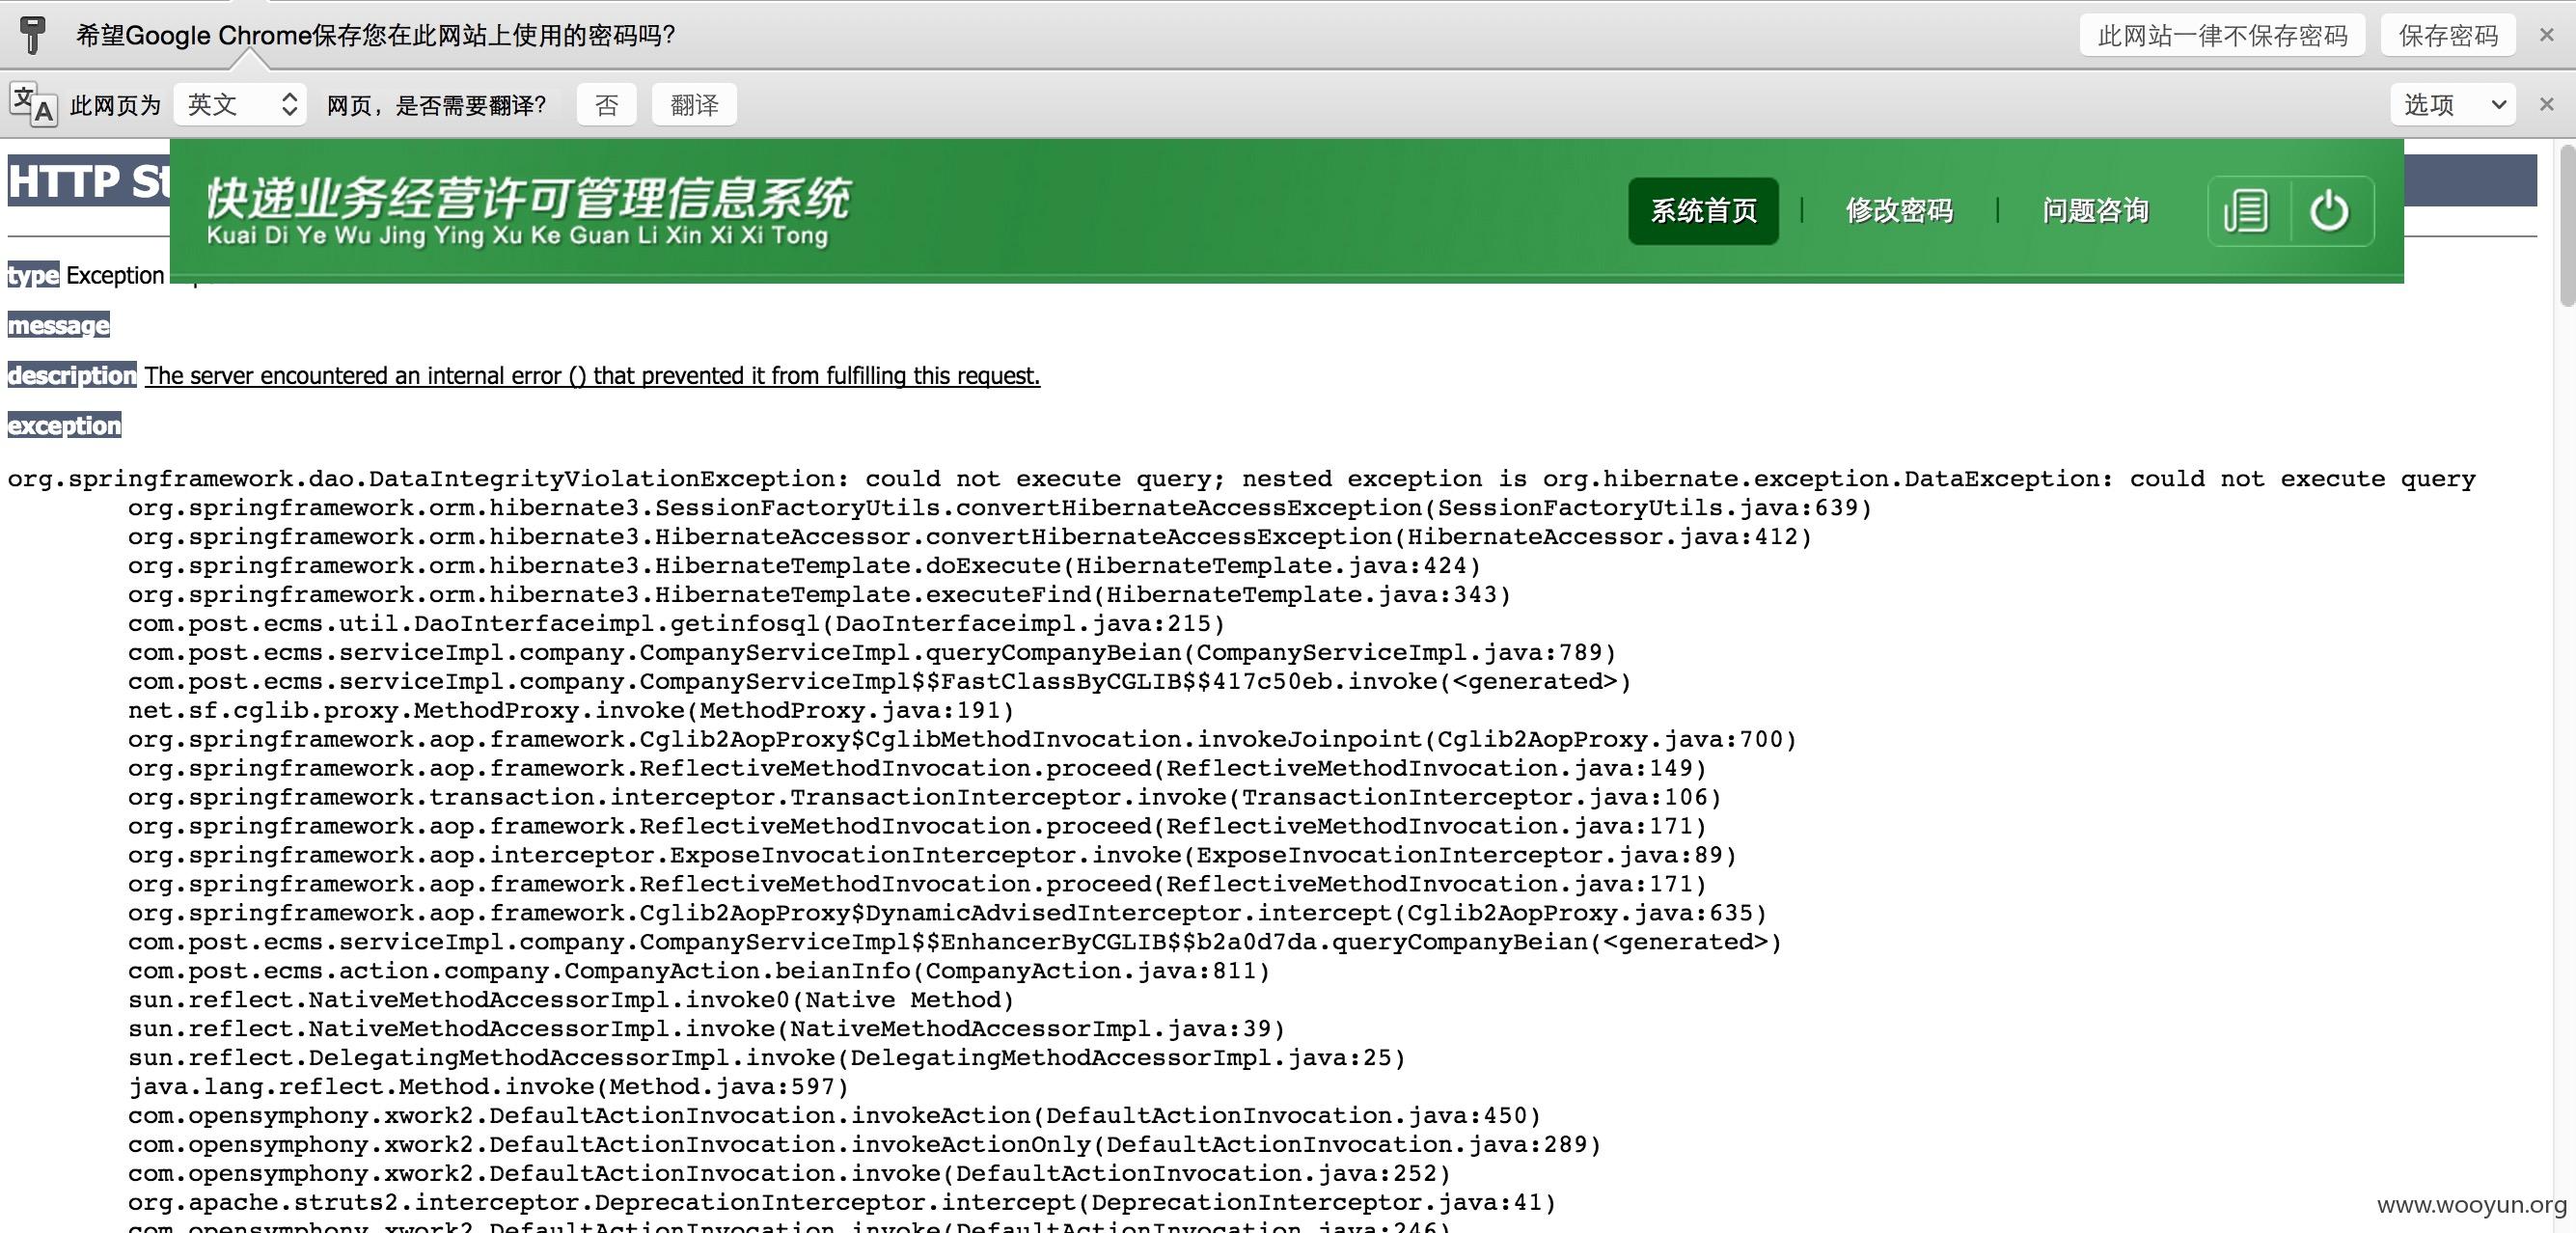 希望Google Chrome保存您在此网站上使用的密码吗?
此网站一律不保存密码
保存密码
此网页为
英文
网页，是否需要翻译?
否
翻译
选项
HTTP St
快递业务经营许可管理信息系统
Kuai Di Ye Wu Jing Ying Xu Ke Guan Li Xin Xi Xi Tong
系统首页
修改密码
问题咨询
type Exception
message
description The server encountered an internal error () that prevented it from fulfilling this request.
exception
org.springframework.dao.DataIntegrityViolationException: could not execute query; nested exception is org.hibernate.exception.DataException: could not execute query
org.springframework.orm.hibernate3.SessionFactoryUtils.convertHibernateAccessException(SessionFactoryUtils.java:639)
org.springframework.orm.hibernate3.HibernateAccessor.convertHibernateAccessException(HibernateAccessor.java:412)
org.springframework.orm.hibernate3.HibernateTemplate.doExecute(HibernateTemplate.java:424)
org.springframework.orm.hibernate3.HibernateTemplate.executeFind(HibernateTemplate.java:343)
com.post.ecms.util.DaoInterfaceimpl.getinfosql(DaoInterfaceimpl.java:215)
com.post.ecms.serviceImpl.company.CompanyServiceImpl.queryCompanyBeian(CompanyServiceImpl.java:789)
com.post.ecms.serviceImpl.company.CompanyServiceImpl$$FastClassByCGLIB$$417c50eb.invoke(<generated>)
net.sf.cglib.proxy.MethodProxy.invoke(MethodProxy.java:191)
org.springframework.aop.framework.Cglib2AopProxy$CglibMethodInvocation.invokeJoinpoint(Cglib2AopProxy.java:700)
org.springframework.aop.framework.ReflectiveMethodInvocation.proceed(ReflectiveMethodInvocation.java:149)
org.springframework.transaction.interceptor.TransactionInterceptor.invoke(TransactionInterceptor.java:106)
org.springframework.aop.framework.ReflectiveMethodInvocation.proceed(ReflectiveMethodInvocation.java:171)
org.springframework.aop.interceptor.ExposeInvocationInterceptor.invoke(ExposeInvocationInterceptor.java:89)
org.springframework.aop.framework.ReflectiveMethodInvocation.proceed(ReflectiveMethodInvocation.java:171)
org.springframework.aop.framework.Cglib2AopProxy$DynamicAdvisedInterceptor.intercept(Cglib2AopProxy.java:635)
com.post.ecms.serviceImpl.company.CompanyServiceImpl$$EnhancerByCGLIB$$b2a0d7da.queryCompanyBeian(<generated>)
com.post.ecms.action.company.CompanyAction.beianInfo(CompanyAction.java:811)
sun.reflect.NativeMethodAccessorImpl.invoke0(Native Method)
sun.reflect.NativeMethodAccessorImpl.invoke(NativeMethodAccessorImpl.java:39)
sun.reflect.DelegatingMethodAccessorImpl.invoke(DelegatingMethodAccessorImpl.java:25)
java.lang.reflect.Method.invoke(Method.java:597)
com.opensymphony.xwork2.DefaultActionInvocation.invokeAction(DefaultActionInvocation.java:450)
com.opensymphony.xwork2.DefaultActionInvocation.invokeActionOnly(DefaultActionInvocation.java:289)
com.opensymphony.xwork2.DefaultActionInvocation.invoke(DefaultActionInvocation.java:252)
org.apache.struts2.interceptor.DeprecationInterceptor.intercept(DeprecationInterceptor.java:41)
com.opensymphony.xwork2.DefaultActionInvocation.invoke(DefaultActionInvocation.java:246)
www.wooyun.org